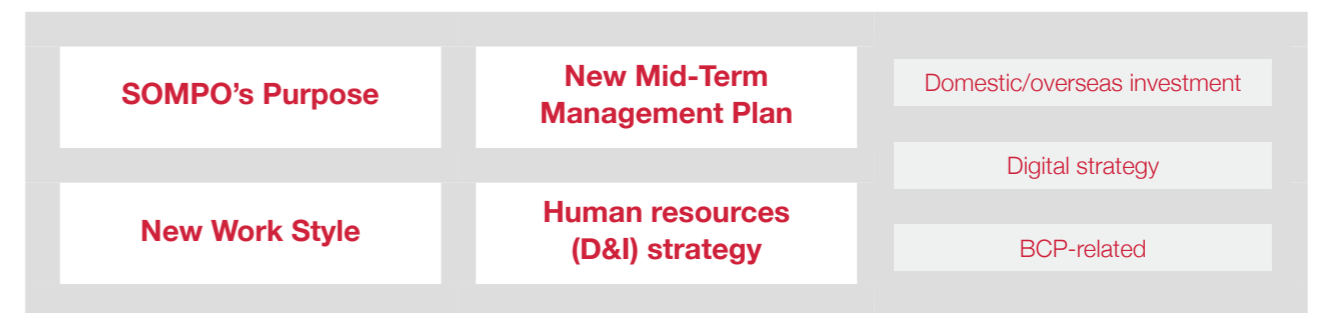 SOMPO’s Purpose
New Mid-Term
Management Plan
New Work Style
Human resources
(D&I) strategy
Domestic/overseas investment
Digital strategy
BCP-related